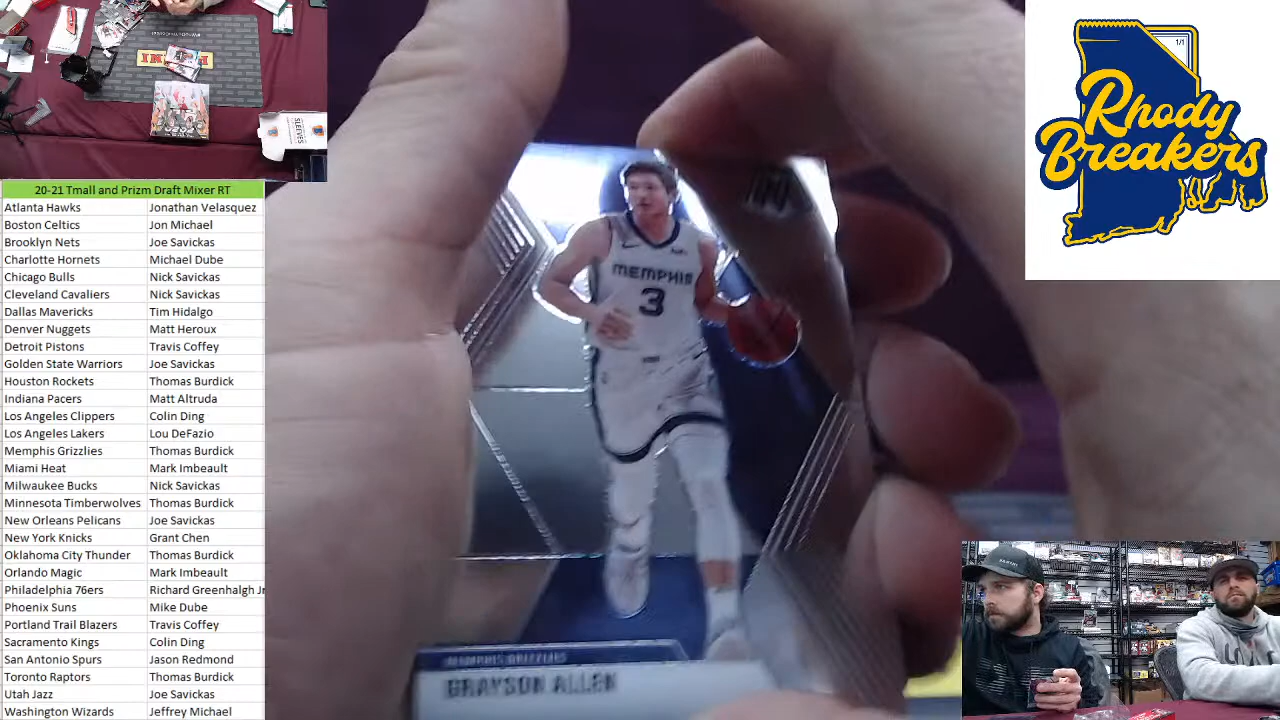 SLEEVES
20-21 Tmall and Prizm Draft Mixer RT
Atlanta Hawks Jonathan Velasquez
Boston Celtics Jon Michael
Brooklyn Nets Joe Savickas
Charlotte Hornets Michael Dube
Chicago Bulls Nick Savickas
Cleveland Cavaliers Nick Savickas
Dallas Mavericks Tim Hidalgo
Denver Nuggets Matt Heroux
Detroit Pistons Travis Coffey
Golden State Warriors Joe Savickas
Houston Rockets Thomas Burdick
Indiana Pacers Matt Altruda
Los Angeles Clippers Colin Ding
Los Angeles Lakers Lou DeFazio
Memphis Grizzlies Thomas Burdick
Miami Heat Mark Imbeault
Milwaukee Bucks Nick Savickas
Minnesota Timberwolves Thomas Burdick
New Orleans Pelicans Joe Savickas
New York Knicks Grant Chen
Oklahoma City Thunder Thomas Burdick
Orlando Magic Mark Imbeault
Philadelphia 76ers Richard Greenhalgh Jr
Phoenix Suns Mike Dube
Portland Trail Blazers Travis Coffey
Sacramento Kings Colin Ding
San Antonio Spurs Jason Redmond
Toronto Raptors Thomas Burdick
Utah Jazz Joe Savickas
Washington Wizards Jeffrey Michael
MEMPHIS
3
MEMPHIS GRIZZLIES
GRAYSON ALLEN
1/1
Rhody
Breakers